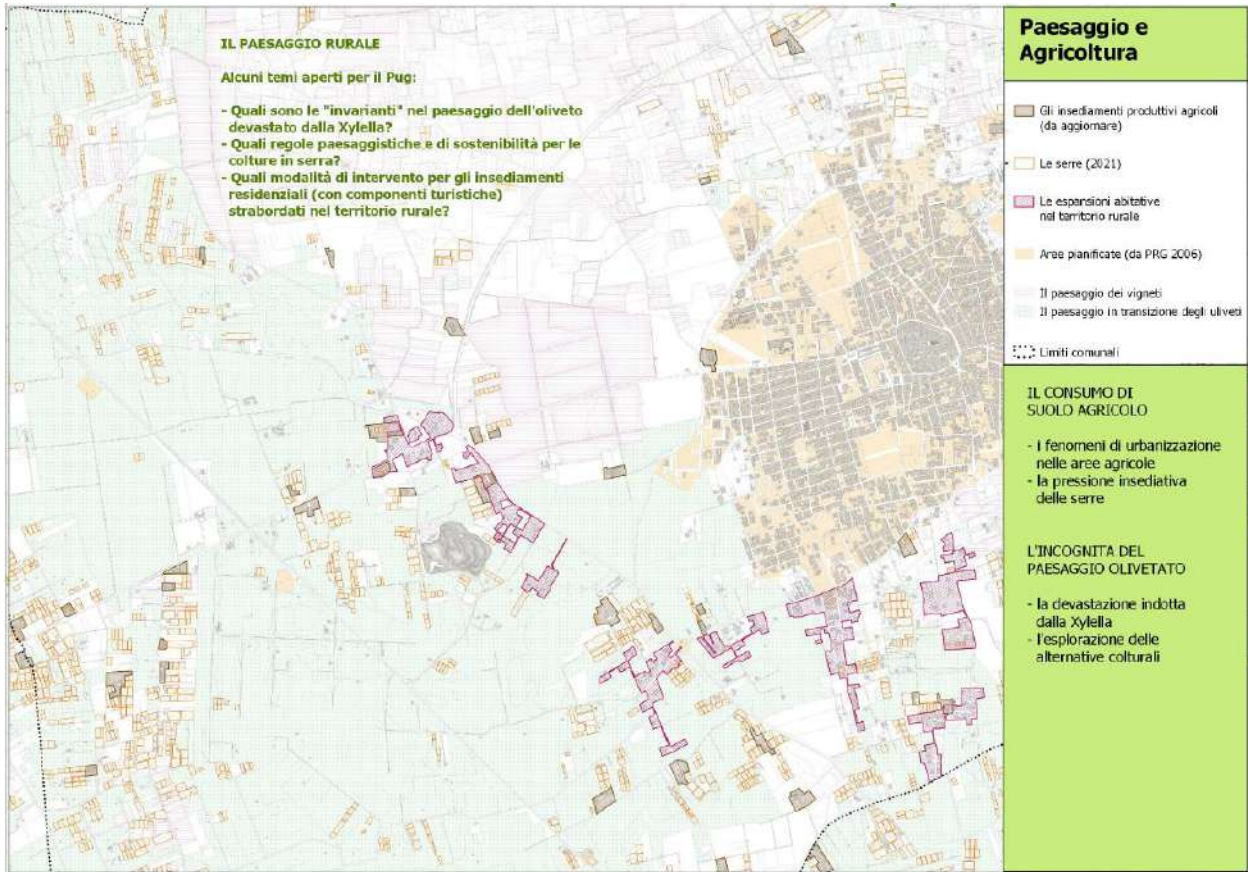 IL PAESAGGIO RURALE
Alcuni temi aperti per il Pug:
- Quali sono le "invarianti" nel paesaggio dell'oliveto
devastato dalla Xylella?
- Quali regole paesaggistiche e di sostenibilità per le
colture in serra?
- Quali modalità di intervento per gli insediamenti
residenziali (con componenti turistiche)
strabordati nel territorio rurale?
Paesaggio e
Agricoltura
Gli insediamenti produttivi agricoli
(da aggiornare)
Le serre (2021)
Le espansioni abitative
nel territorio rurale
Aree pianificate (da PRG 2006)
Il paesaggio dei vigneti
Il paesaggio in transizione degli uliveti
Limiti comunali
IL CONSUMO DI
SUOLO AGRICOLO
- i fenomeni di urbanizzazione
nelle aree agricole
- la pressione insediativa
delle serre
L'INCOGNITA DEL
PAESAGGIO OLIVETATO
- la devastazione indotta
dalla Xylella
- l'esplorazione delle
alternative colturali